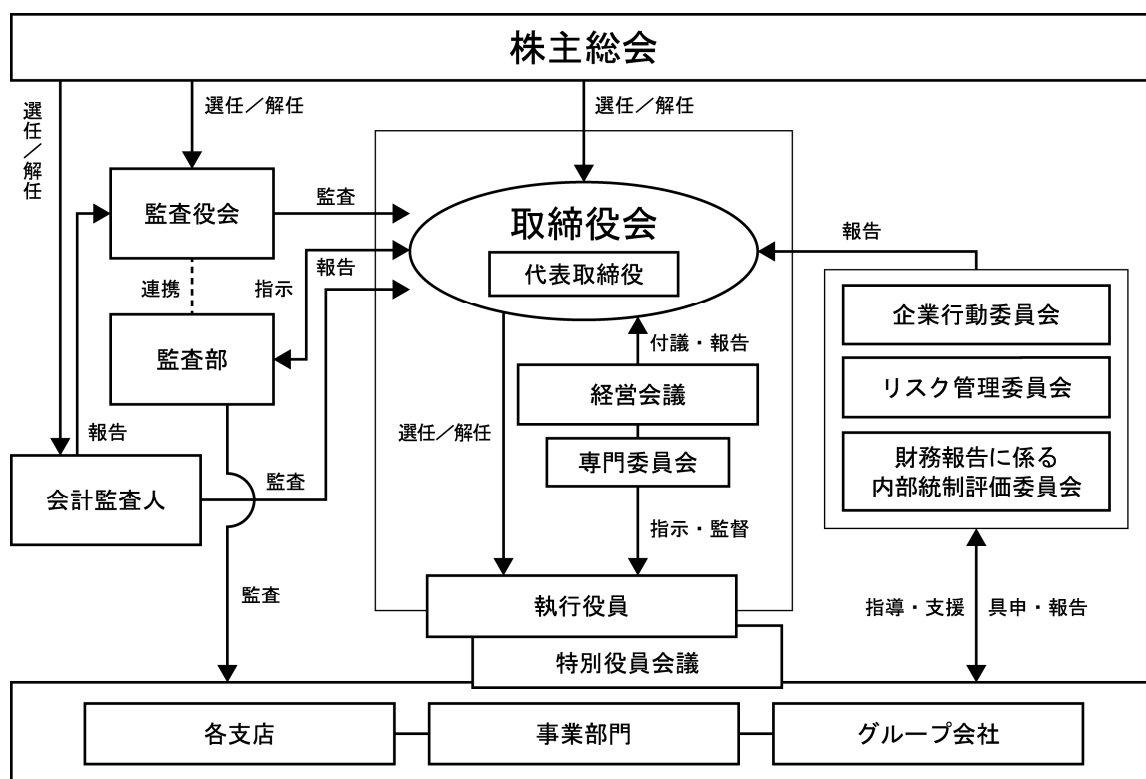 株主総会
選任／解任
選任／解任
選任／解任
監査役会
監査
取締役会
代表取締役
報告
連携
指示
報告
企業行動委員会
監査部
付議・報告
経営会議
リスク管理委員会
報告
選任／解任
専門委員会
財務報告に係る
内部統制評価委員会
会計監査人
監査
指示・監督
監査
執行役員
指導・支援
具申・報告
特別役員会議
各支店
事業部門
グループ会社